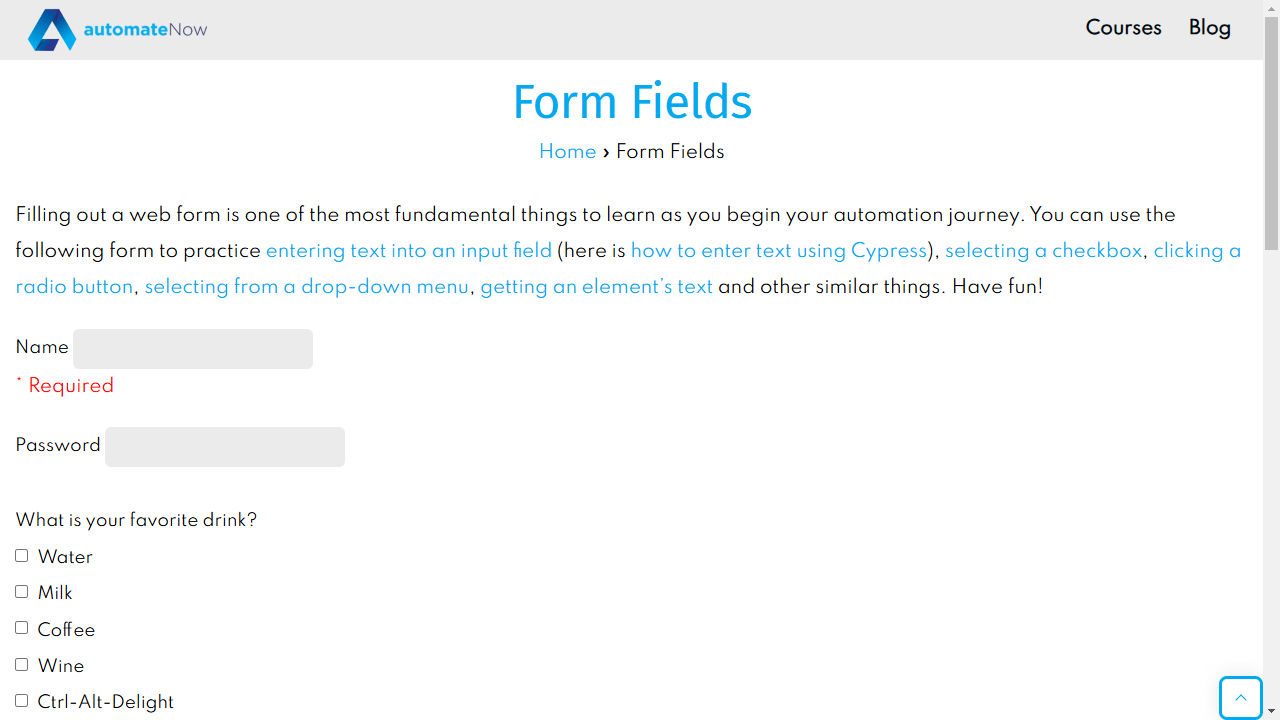 automateNow
Courses Blog
Form Fields
Home › Form Fields
Filling out a web form is one of the most fundamental things to learn as you begin your automation journey. You can use the
following form to practice entering text into an input field (here is how to enter text using Cypress), selecting a checkbox, clicking a
radio button, selecting from a drop-down menu, getting an element's text and other similar things. Have fun!
Name
* Required
Password
What is your favorite drink?
Water
Milk
Coffee
Wine
Ctrl-Alt-Delight